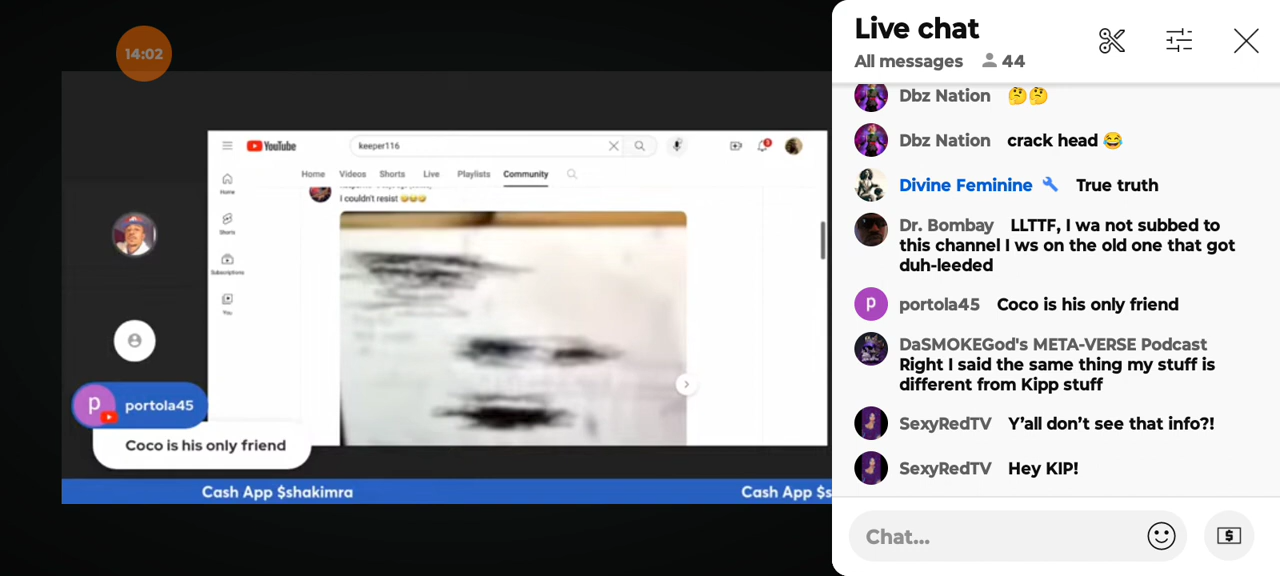 14:02
YouTube
keeper116
Home Videos Shorts Live Playlists Community
Home
Shorts
Subscriptions
You
I couldn't resist 🤣🤣🤣
p portola45
Coco is his only friend
Cash App $shakimra
Cash App $s
Live chat
All messages 44
Dbz Nation 🤔🤔
Dbz Nation crack head 😂
Divine Feminine True truth
Dr. Bombay LLTTF, I wa not subbed to
this channel I ws on the old one that got
duh-leeded
p portola45 Coco is his only friend
DaSMOKEGod's META-VERSE Podcast
Right I said the same thing my stuff is
different from Kipp stuff
SexyRedTV Y'all don't see that info?!
SexyRedTV Hey KIP!
Chat...
$